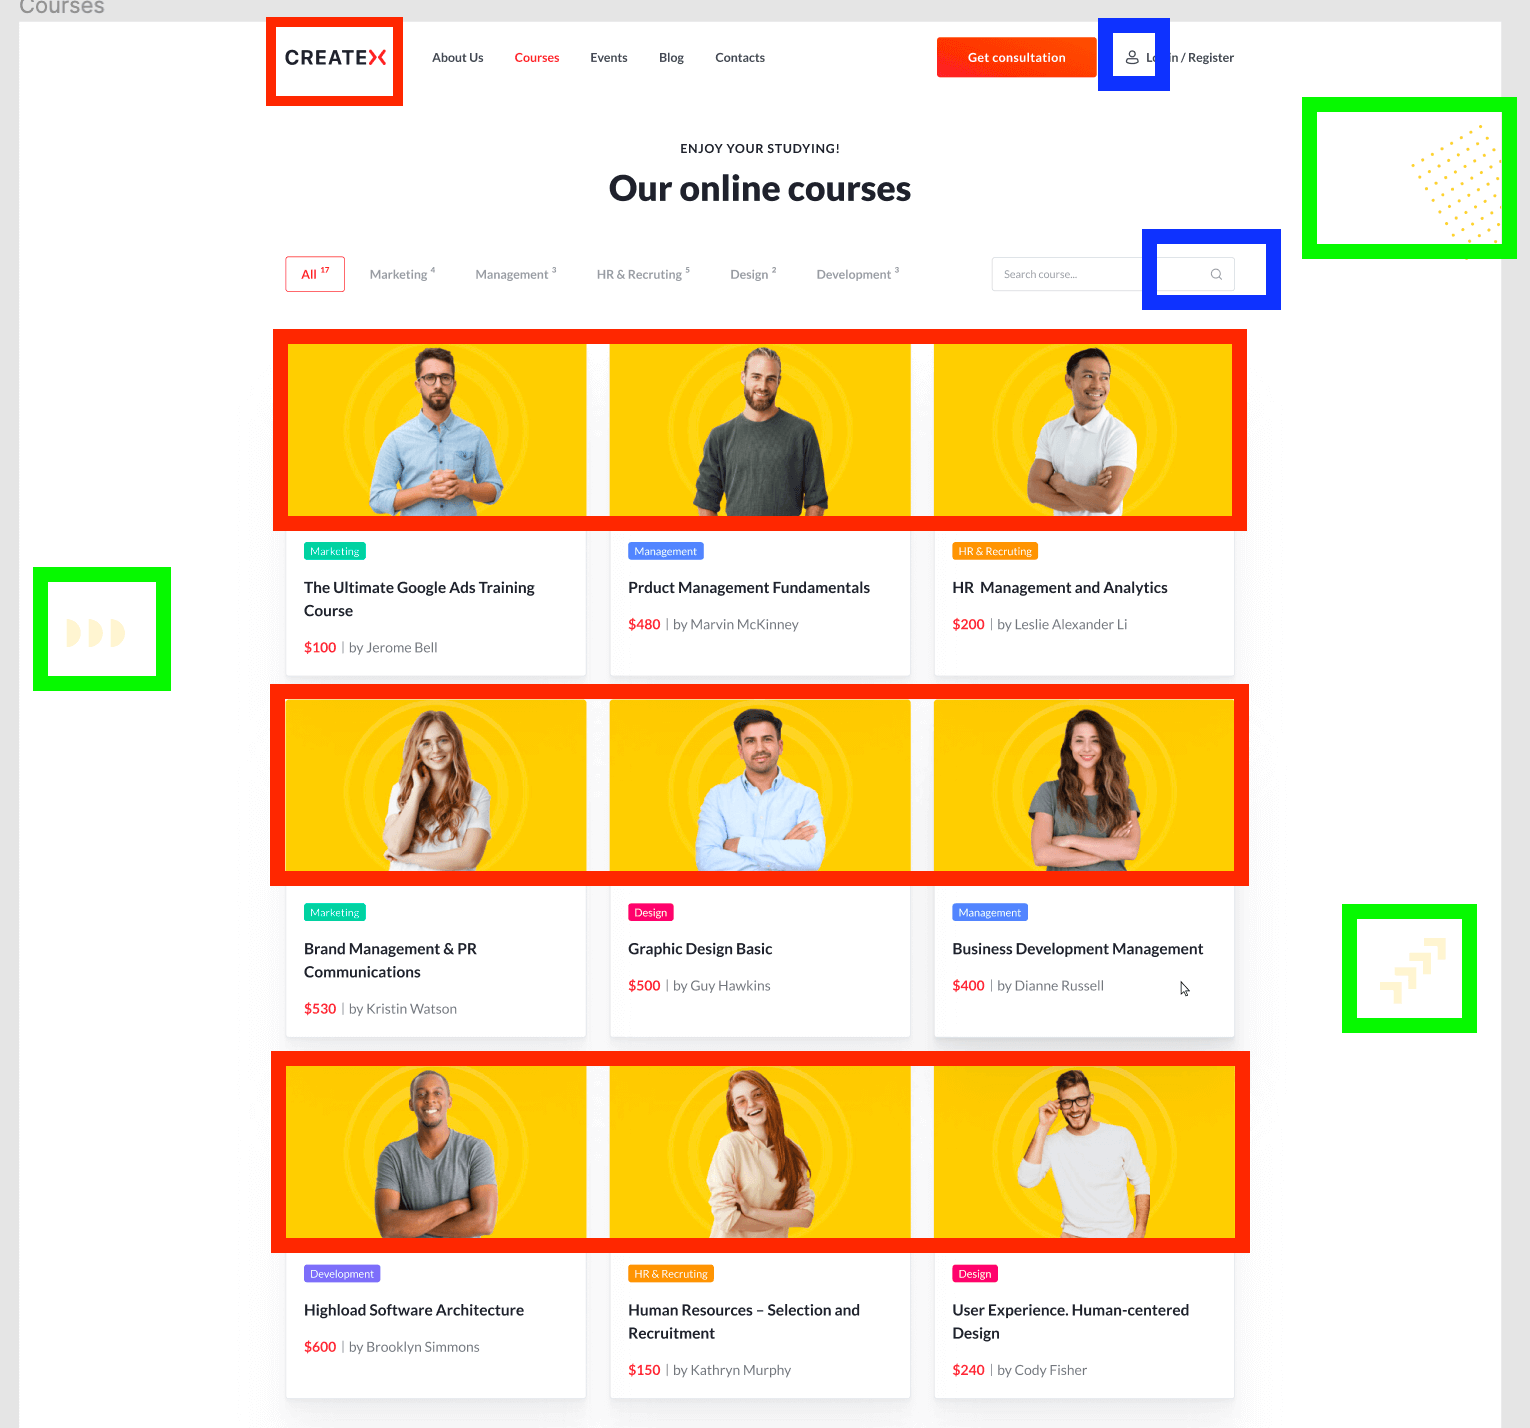 Courses
CREATEX
About Us
Courses
Events
Blog
Contacts
Get consultation
in / Register
ENJOY YOUR STUDYING!
Our online courses
All 17
Marketing 4
Management 3
HR & Recruting 5
Design 2
Development 3
Search course...
Marketing
Management
HR & Recruting
The Ultimate Google Ads Training
Course
$100 | by Jerome Bell
Prduct Management Fundamentals
$480 | by Marvin McKinney
HR Management and Analytics
$200 | by Leslie Alexander Li
Marketing
Design
Management
Brand Management & PR
Communications
$530 | by Kristin Watson
Graphic Design Basic
$500 | by Guy Hawkins
Business Development Management
$400 | by Dianne Russell
Development
HR & Recruting
Design
Highload Software Architecture
$600 | by Brooklyn Simmons
Human Resources – Selection and
Recruitment
$150 | by Kathryn Murphy
User Experience. Human-centered
Design
$240 | by Cody Fisher